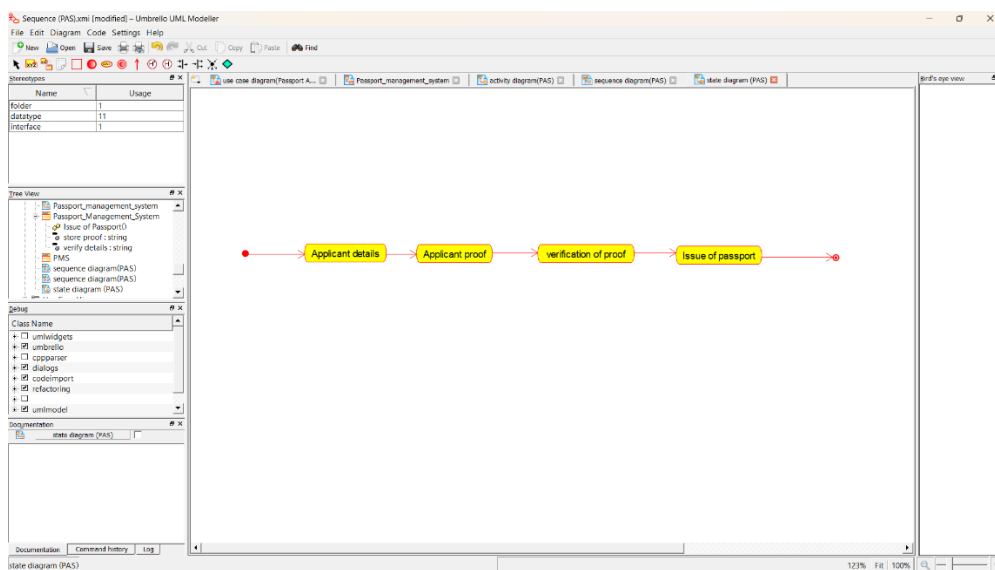 Sequence (PAS).xmi [modified] – Umbrello UML Modeller
File Edit Diagram Code Settings Help
New Open Save Cut Copy Paste Find
Stereotypes
Name Usage
folder 1
datatype 11
interface 1
Tree View
Passport_management_system
Passport_Management_System
Issue of Passport()
store proof : string
verify details : string
PMS
sequence diagram(PAS)
sequence diagram(PAS)
state diagram (PAS)
Debug
Class Name
umlwidgets
umbrello
cppparser
dialogs
codeimport
refactoring
umlmodel
Documentation
state diagram (PAS)
Documentation Command history Log
use case diagram(Passport A... Passport_management_system activity diagram(PAS) sequence diagram(PAS) state diagram (PAS)
Applicant details Applicant proof verification of proof Issue of passport
Bird's eye view
state diagram (PAS) 123% Fit 100%